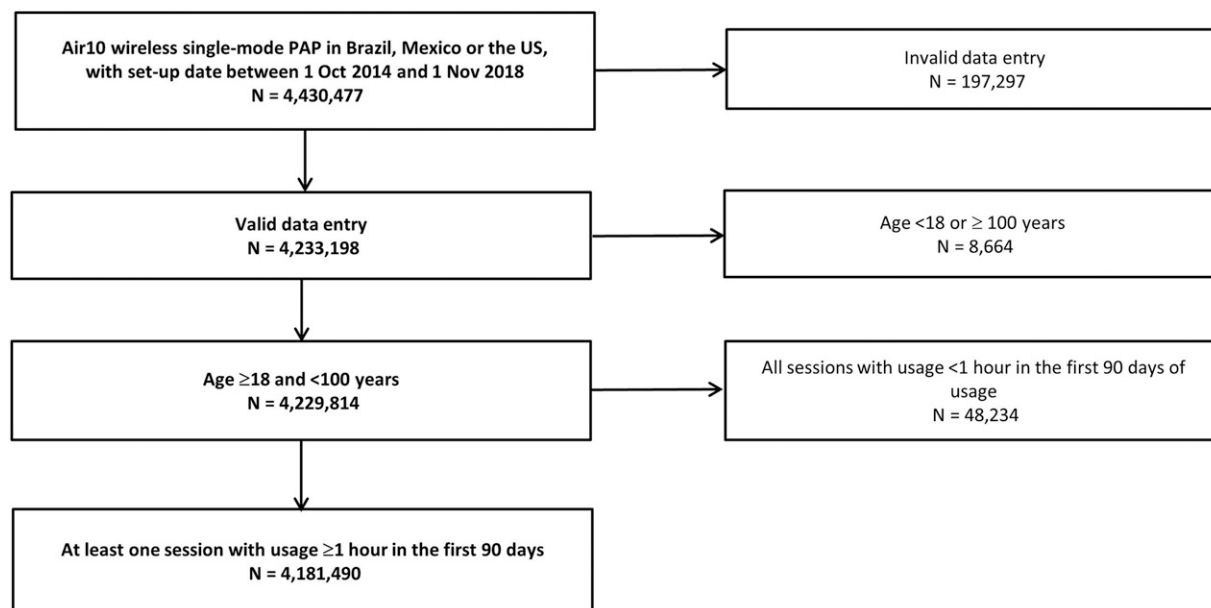 Air10 wireless single-mode PAP in Brazil, Mexico or the US,
with set-up date between 1 Oct 2014 and 1 Nov 2018
N = 4,430,477
Invalid data entry
N = 197,297
Valid data entry
N = 4,233,198
Age <18 or ≥ 100 years
N = 8,664
Age ≥18 and <100 years
N = 4,229,814
All sessions with usage <1 hour in the first 90 days of
usage
N = 48,234
At least one session with usage ≥1 hour in the first 90 days
N = 4,181,490